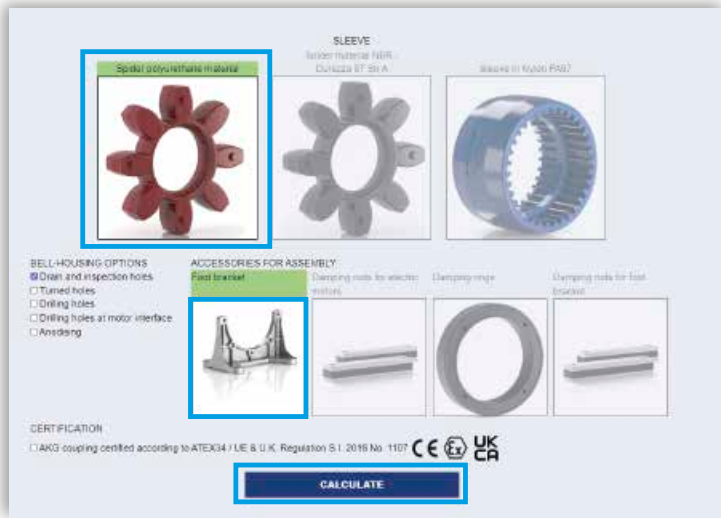 SLEEVE
Spider polyurethane material
Spider material NBR -
Durezza 87 Sh A
Sleeve in Nylon PA67
BELL-HOUSING OPTIONS
Drain and inspection holes
Turned holes
Drilling holes
Drilling holes at motor interface
Anodising
ACCESSORIES FOR ASSEMBLY
Foot bracket
Damping rods for electric
motors
Damping rings
Damping rods for foot
bracket
CERTIFICATION
AKG coupling certified according to ATEX34 / UE & U.K. Regulation S.I. 2016 No. 1107 CE Ex UK
CA
CALCULATE